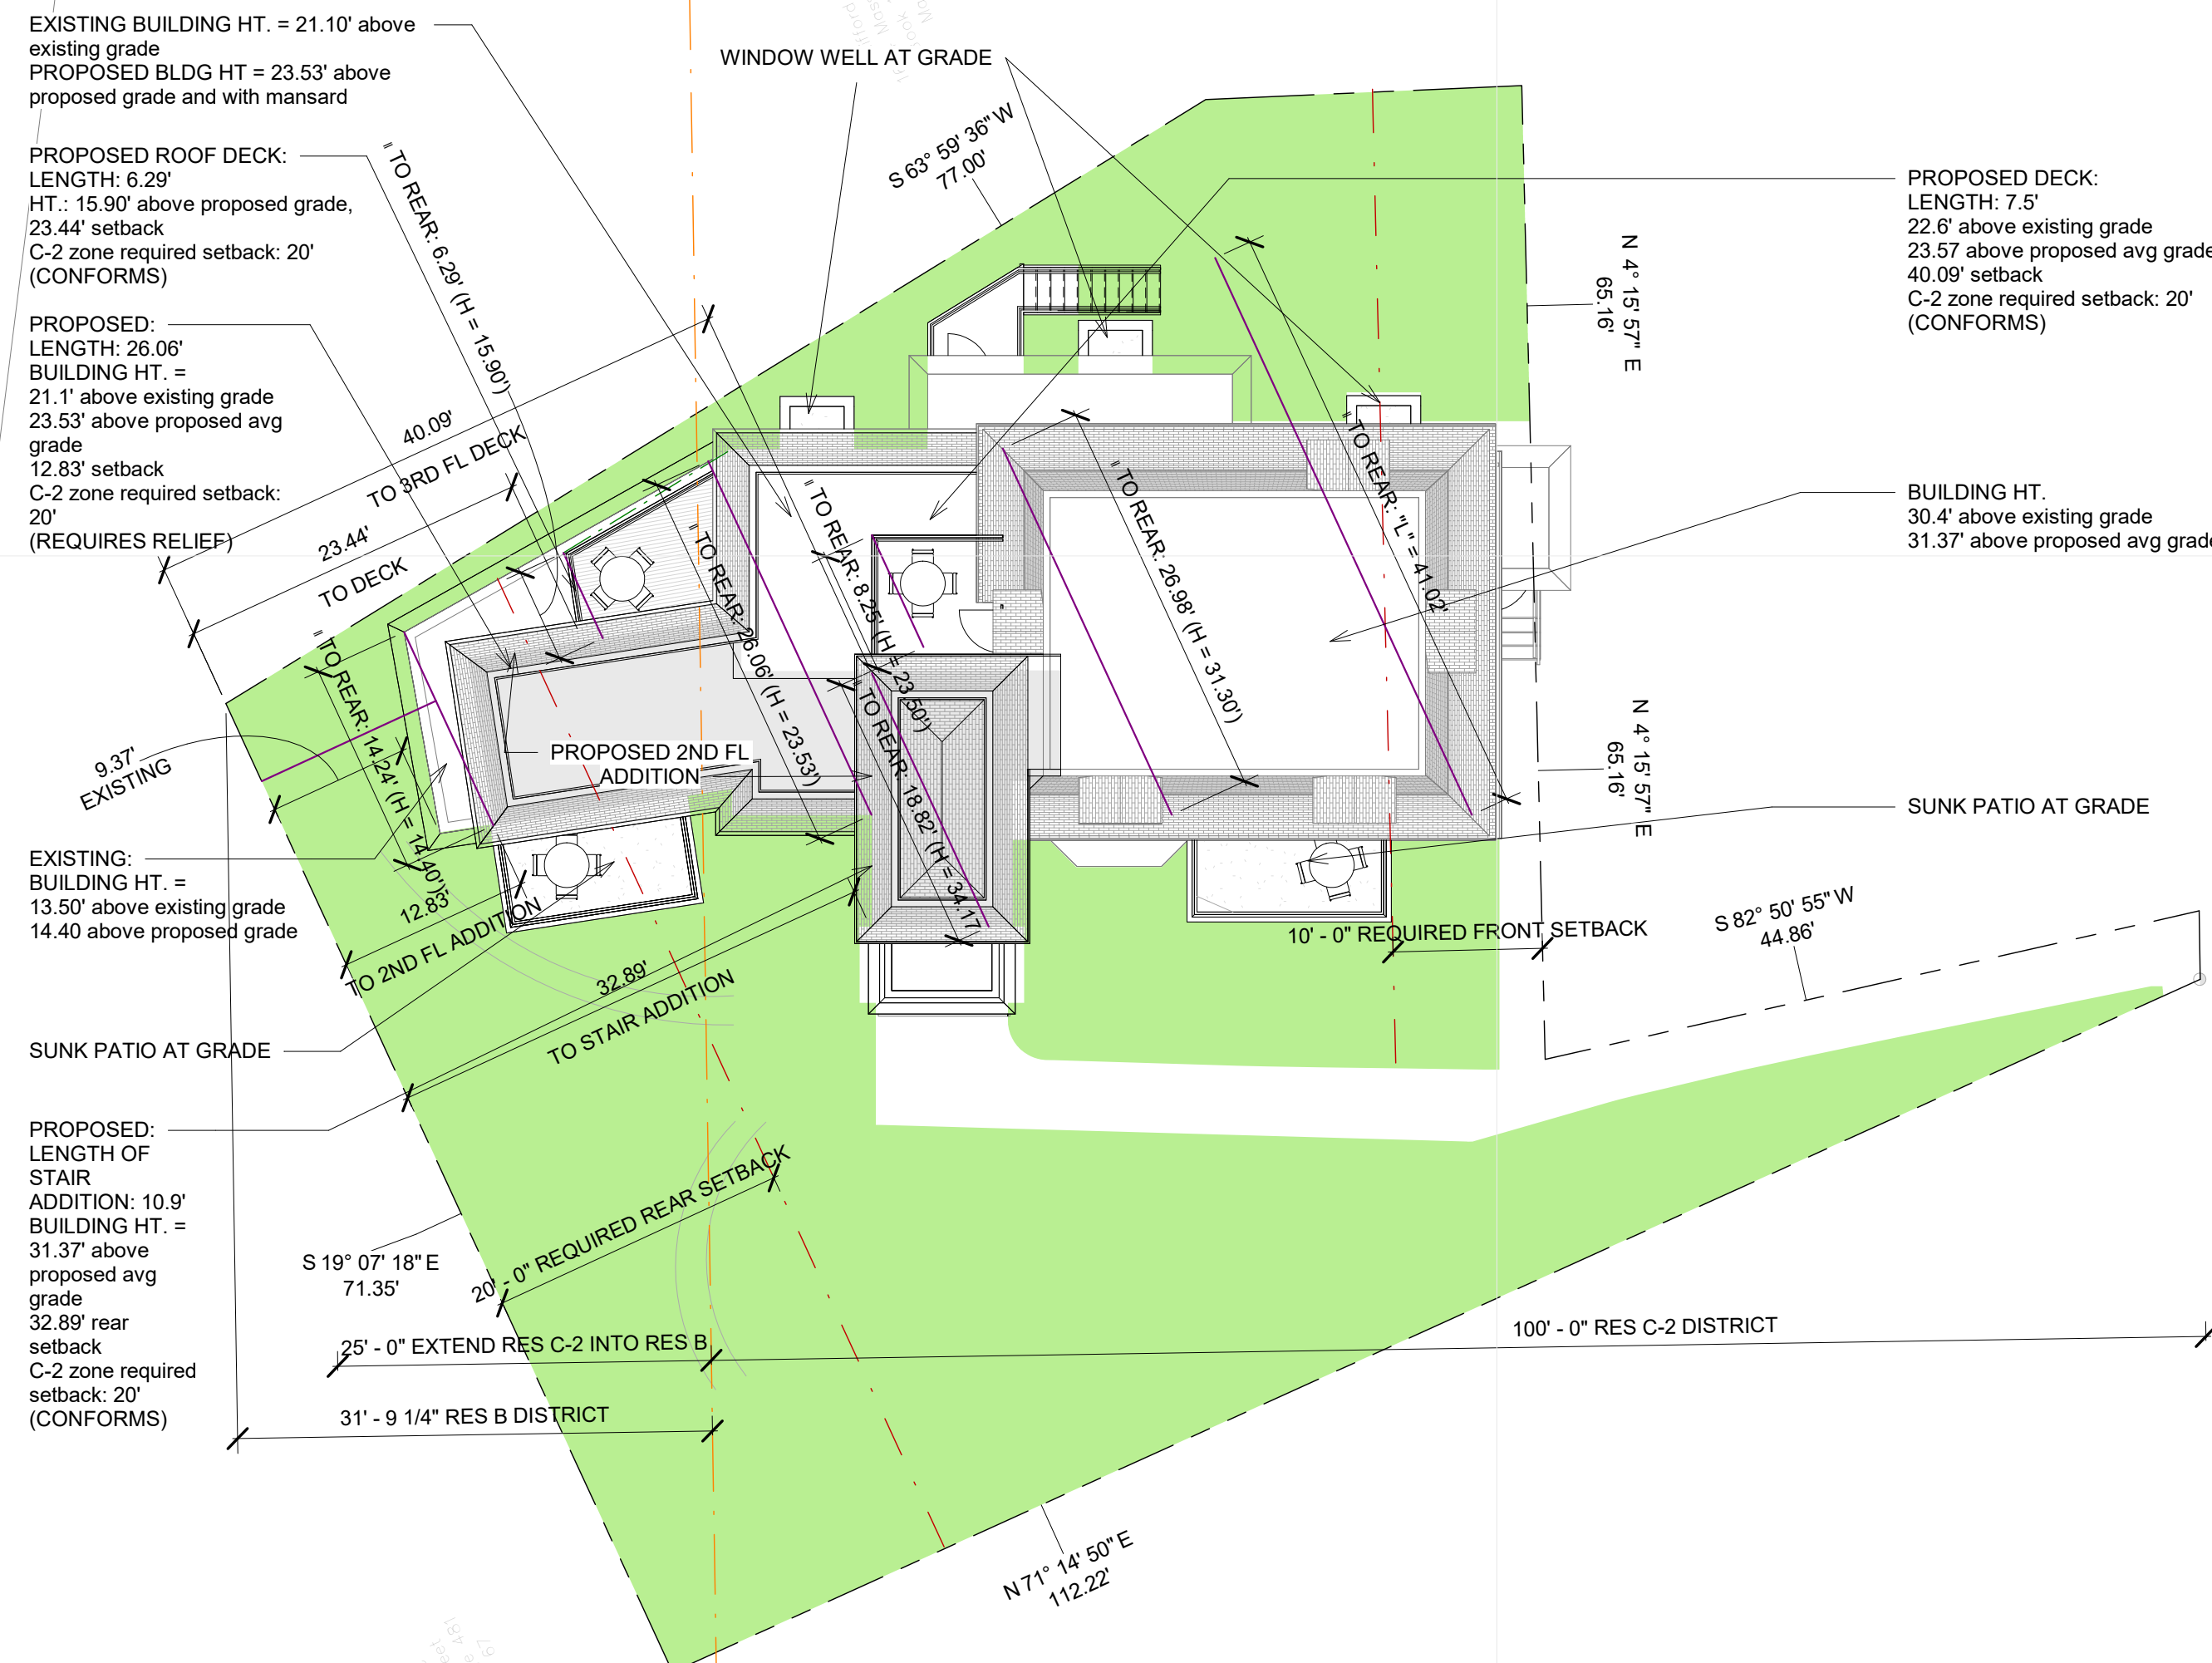 EXISTING BUILDING HT. = 21.10' above
existing grade
PROPOSED BLDG HT = 23.53' above
proposed grade and with mansard
PROPOSED ROOF DECK:
LENGTH: 6.29'
HT.: 15.90' above proposed grade,
23.44' setback
C-2 zone required setback: 20'
(CONFORMS)
PROPOSED:
LENGTH: 26.06'
BUILDING HT. =
21.1' above existing grade
23.53' above proposed avg
grade
12.83' setback
C-2 zone required setback:
20'
(REQUIRES RELIEF)
9.37'
EXISTING
EXISTING:
BUILDING HT. =
13.50' above existing grade
14.40 above proposed grade
SUNK PATIO AT GRADE
PROPOSED:
LENGTH OF
STAIR
ADDITION: 10.9'
BUILDING HT. =
31.37' above
proposed avg
grade
32.89' rear
setback
C-2 zone required
setback: 20'
(CONFORMS)
WINDOW WELL AT GRADE
S 63° 59' 36" W
77.00'
" TO REAR: 6.29' (H = 15.90')
40.09'
TO 3RD FL DECK
23.44'
TO DECK
" TO REAR: 14.24' (H = 14.40')
" TO REAR: 26.06' (H = 23.53')
" TO REAR: 8.25' (H = 23.50')
" TO REAR: 18.82' (H = 34.17
" TO REAR: 26.98' (H = 31.30')
" TO REAR: "L" = 41.02'
PROPOSED 2ND FL
ADDITION
12.83'
TO 2ND FL ADDITION
32.89'
TO STAIR ADDITION
20' - 0" REQUIRED REAR SETBACK
S 19° 07' 18" E
71.35'
25' - 0" EXTEND RES C-2 INTO RES B
31' - 9 1/4" RES B DISTRICT
100' - 0" RES C-2 DISTRICT
N 71° 14' 50" E
112.22'
10' - 0" REQUIRED FRONT SETBACK
S 82° 50' 55" W
44.86'
N 4° 15' 57" E
65.16'
N 4° 15' 57" E
65.16'
PROPOSED DECK:
LENGTH: 7.5'
22.6' above existing grade
23.57 above proposed avg grade
40.09' setback
C-2 zone required setback: 20'
(CONFORMS)
BUILDING HT.
30.4' above existing grade
31.37' above proposed avg grade
SUNK PATIO AT GRADE